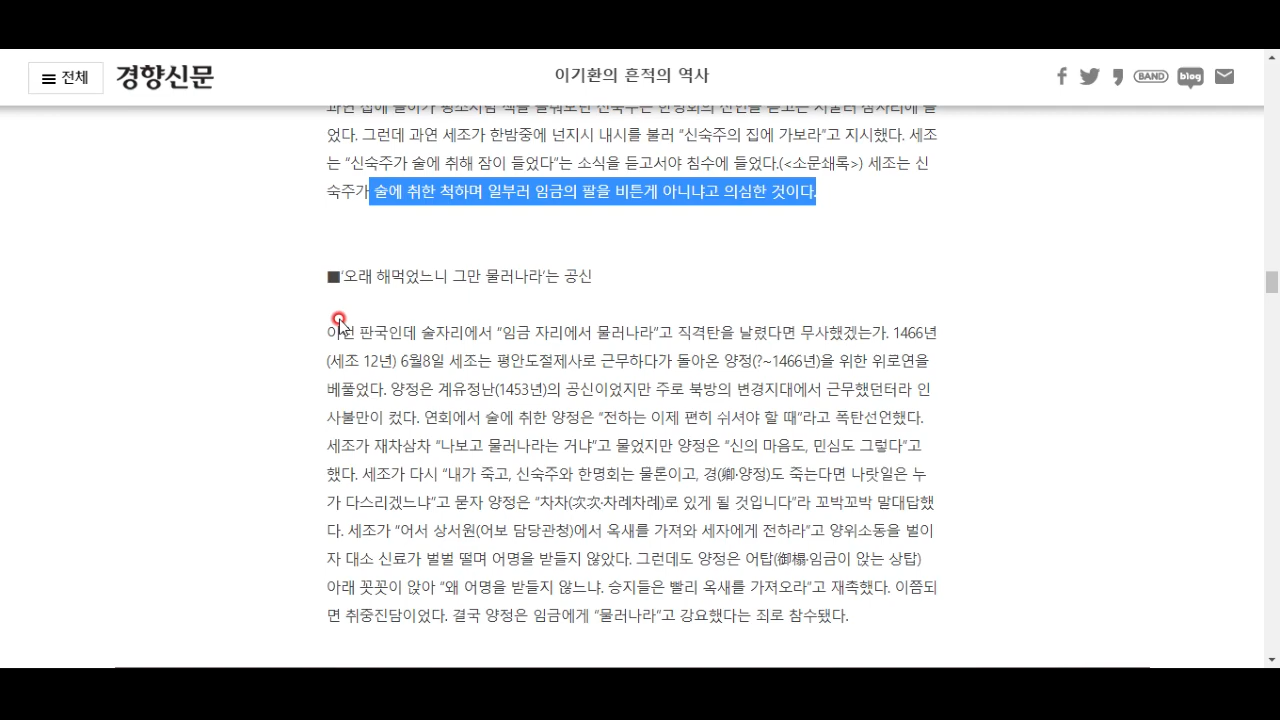 전체
경향신문
이기환의 흔적의 역사
BAND
blog
었다. 그런데 과연 세조가 한밤중에 넌지시 내시를 불러 “신숙주의 집에 가보라”고 지시했다. 세조
는 “신숙주가 술에 취해 잠이 들었다”는 소식을 듣고서야 침수에 들었다.(<소문쇄록>) 세조는 신
숙주가 술에 취한 척하며 일부러 임금의 팔을 비튼게 아니냐고 의심한 것이다.
■‘오래 해먹었느니 그만 물러나라’는 공신
이런 판국인데 술자리에서 “임금 자리에서 물러나라”고 직격탄을 날렸다면 무사했겠는가. 1466년
(세조 12년) 6월8일 세조는 평안도절제사로 근무하다가 돌아온 양정(?~1466년)을 위한 위로연을
베풀었다. 양정은 계유정난(1453년)의 공신이었지만 주로 북방의 변경지대에서 근무했던터라 인
사불만이 컸다. 연회에서 술에 취한 양정은 “전하는 이제 편히 쉬셔야 할 때”라고 폭탄선언했다.
세조가 재차삼차 “나보고 물러나라는 거냐”고 물었지만 양정은 “신의 마음도, 민심도 그렇다”고
했다. 세조가 다시 “내가 죽고, 신숙주와 한명회는 물론이고, 경(卿·양정)도 죽는다면 나랏일은 누
가 다스리겠느냐”고 묻자 양정은 “차차(次次·차례차례)로 있게 될 것입니다”라 꼬박꼬박 말대답했
다. 세조가 “어서 상서원(어보 담당관청)에서 옥새를 가져와 세자에게 전하라”고 양위소동을 벌이
자 대소 신료가 벌벌 떨며 어명을 받들지 않았다. 그런데도 양정은 어탑(御榻·임금이 앉는 상탑)
아래 꼿꼿이 앉아 “왜 어명을 받들지 않느냐. 승지들은 빨리 옥새를 가져오라”고 재촉했다. 이쯤되
면 취중진담이었다. 결국 양정은 임금에게 “물러나라”고 강요했다는 죄로 참수됐다.